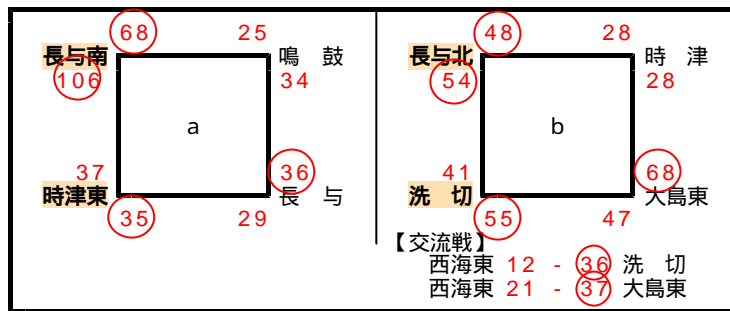 68 25
長与南 鳴 鼓
106 34
a
37 36
時津東 長 与
35 29
48 28
長与北 時 津
54 28
b
41 68
洗 切 大島東
55 47
【交流戦】
西海東 12 - 36 洗 切
西海東 21 - 37 大島東